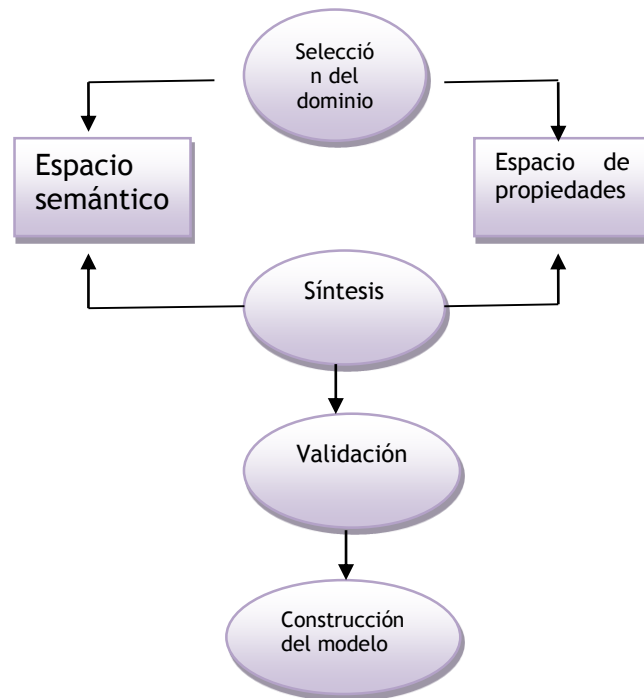 Selecció
n del
dominio
Espacio
semántico
Espacio de
propiedades
Síntesis
Validación
Construcción
del modelo